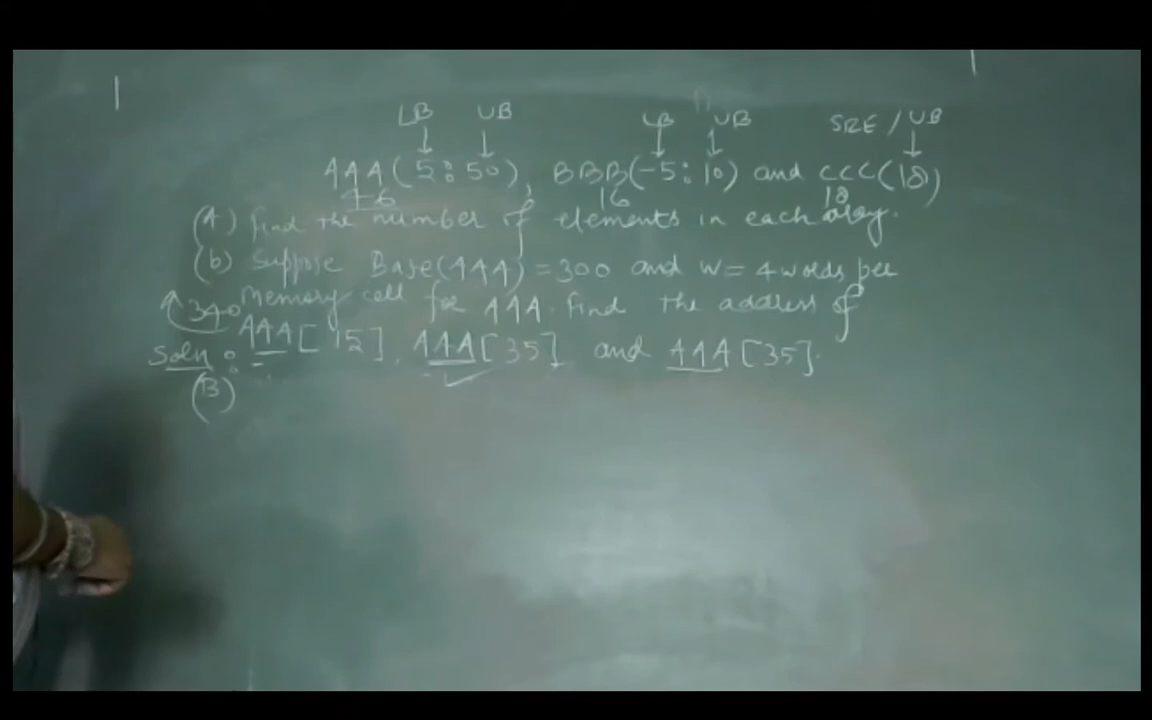 LB UB LB UB SRE / UB
AAA(5:50), BBB(-5:10) and CCC(18)
46 16 18
(A) Find the number of elements in each array.
(b) Suppose Base(AAA) = 300 and w = 4 words per
340 Memory cell for AAA. Find the address of
AAA[15], AAA[35] and AAA[35].
Soln :
(B)